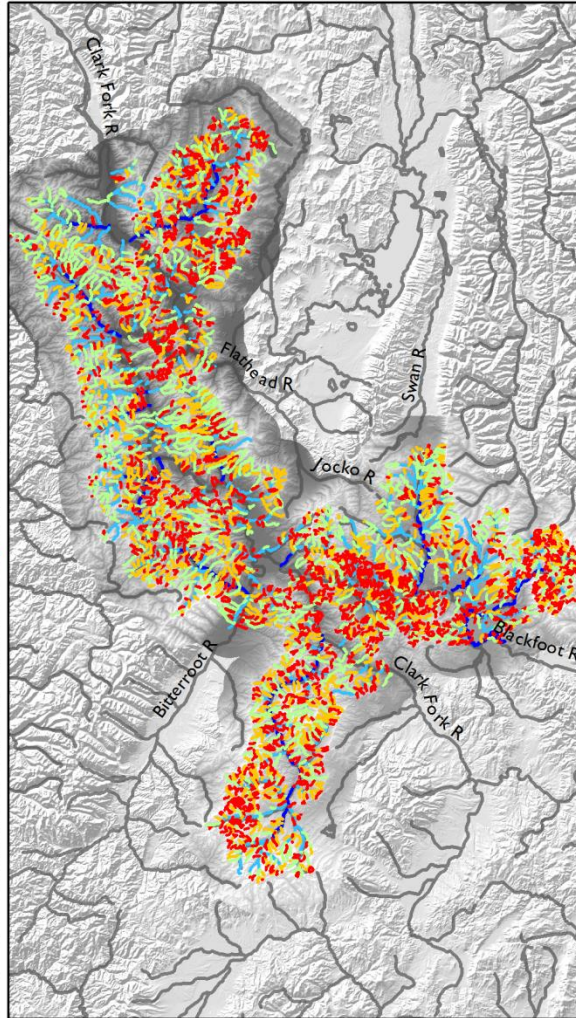 Clark Fork R
Flathead R
Swan R
Jocko R
Blackfoot R
Bitterroot R
Clark Fork R